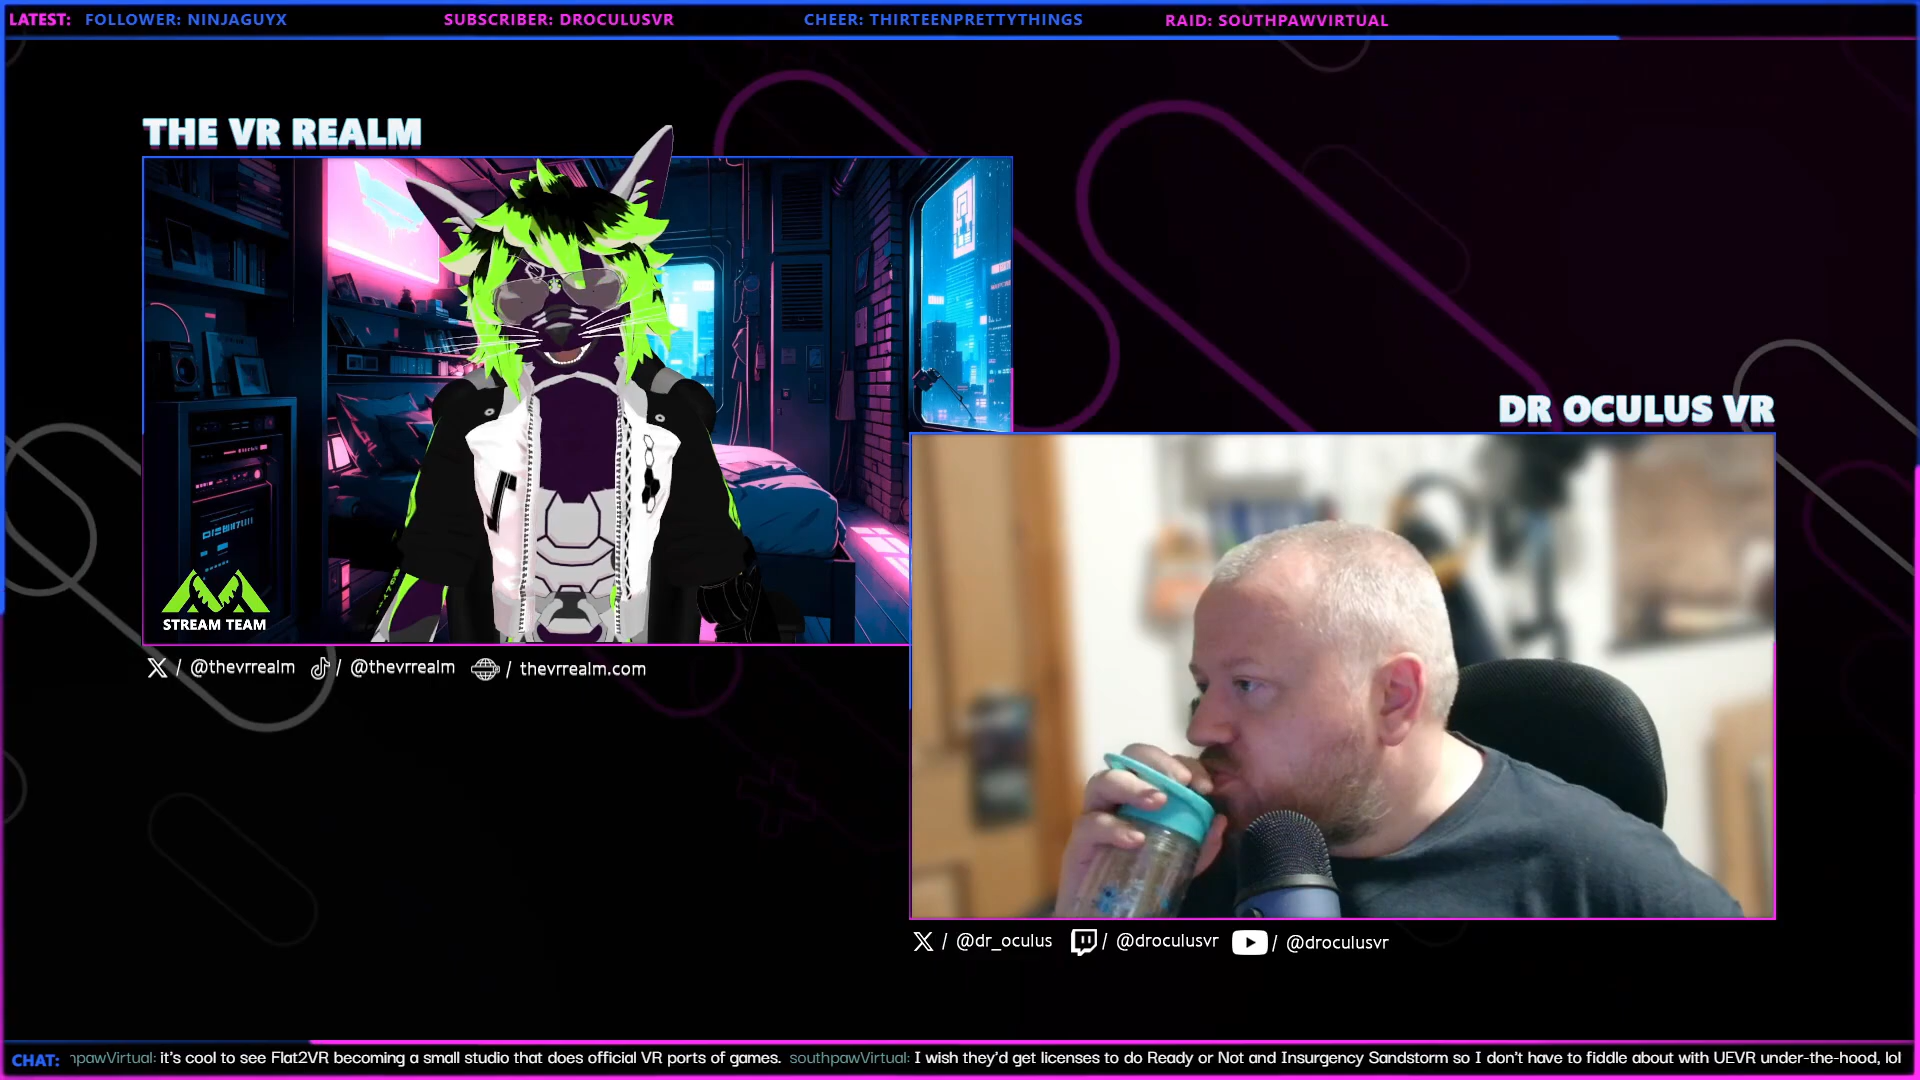 LATEST: FOLLOWER: NINJAGUYX SUBSCRIBER: DROCULUSVR CHEER: THIRTEENPRETTYTHINGS RAID: SOUTHPAWVIRTUAL
THE VR REALM
STREAM TEAM
/ @thevrrealm / @thevrrealm / thevrrealm.com
DR OCULUS VR
/ @dr_oculus / @droculusvr / @droculusvr
CHAT: pawVirtual: it's cool to see Flat2VR becoming a small studio that does official VR ports of games. southpawVirtual: I wish they'd get licenses to do Ready or Not and Insurgency Sandstorm so I don't have to fiddle about with UEVR under-the-hood, lol